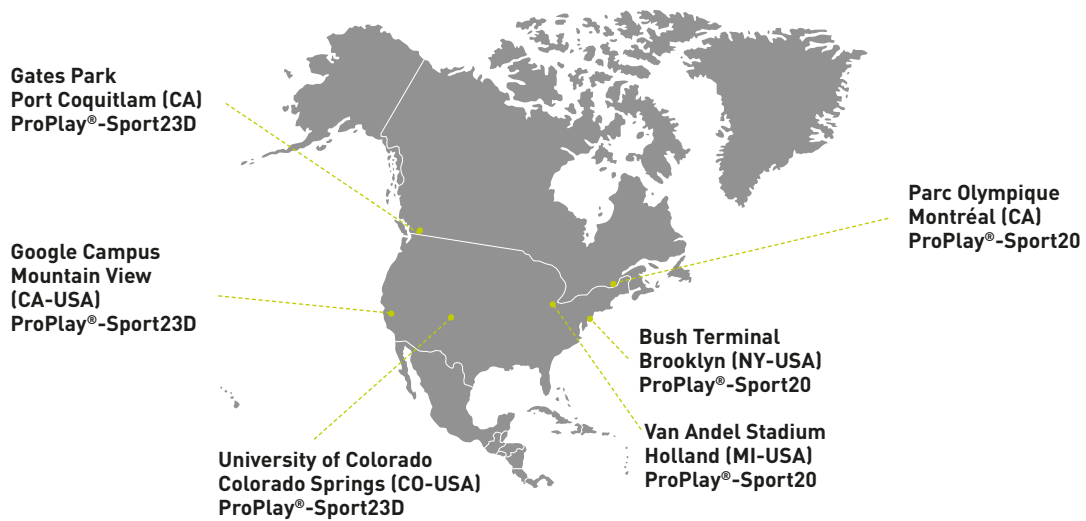 Gates Park
Port Coquitlam (CA)
ProPlay®-Sport23D
Google Campus
Mountain View
(CA-USA)
ProPlay®-Sport23D
University of Colorado
Colorado Springs (CO-USA)
ProPlay®-Sport23D
Parc Olympique
Montréal (CA)
ProPlay®-Sport20
Bush Terminal
Brooklyn (NY-USA)
ProPlay®-Sport20
Van Andel Stadium
Holland (MI-USA)
ProPlay®-Sport20